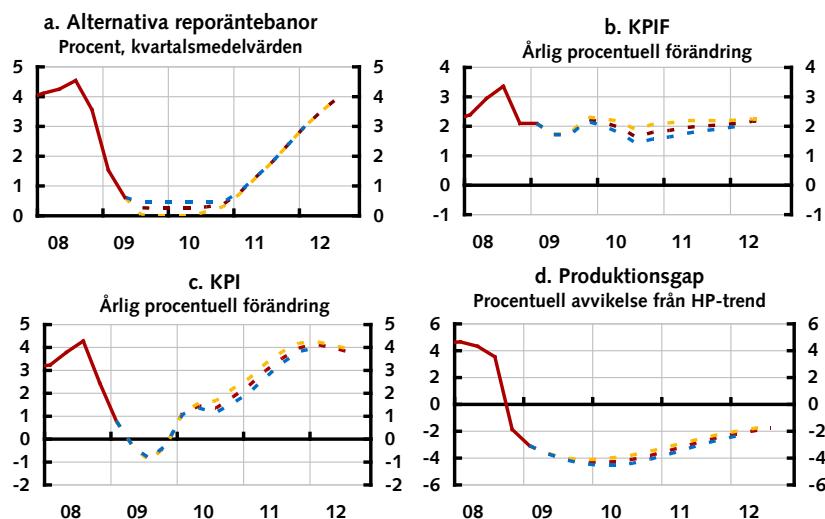 a. Alternativa reporäntebanor
Procent, kvartalsmedelvärden
5 5
4 4
3 3
2 2
1 1
0 0
08 09 10 11 12
b. KPIF
Årlig procentuell förändring
4 4
3 3
2 2
1 1
0 0
-1 -1
08 09 10 11 12
c. KPI
Årlig procentuell förändring
5 5
4 4
3 3
2 2
1 1
0 0
-1 -1
-2 -2
08 09 10 11 12
d. Produktionsgap
Procentuell avvikelse från HP-trend
6 6
4 4
2 2
0 0
-2 -2
-4 -4
-6 -6
08 09 10 11 12